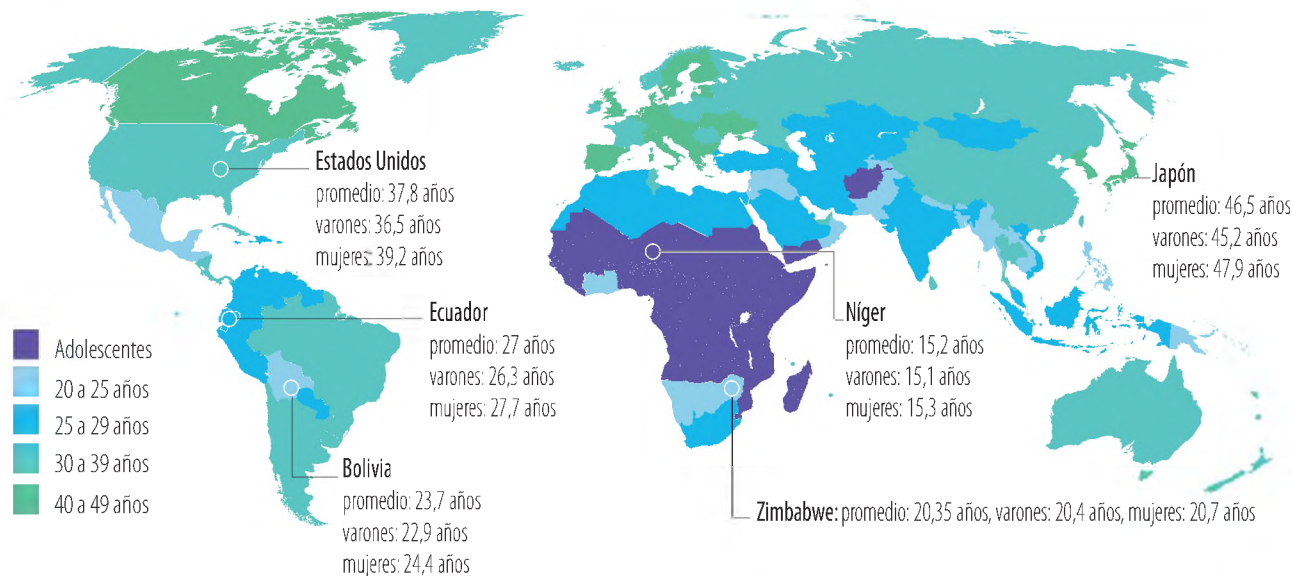 Estados Unidos
promedio: 37,8 años
varones: 36,5 años
mujeres: 39,2 años
Japón
promedio: 46,5 años
varones: 45,2 años
mujeres: 47,9 años
Ecuador
promedio: 27 años
varones: 26,3 años
mujeres: 27,7 años
Níger
promedio: 15,2 años
varones: 15,1 años
mujeres: 15,3 años
Adolescentes
20 a 25 años
25 a 29 años
30 a 39 años
40 a 49 años
Bolivia
promedio: 23,7 años
varones: 22,9 años
mujeres: 24,4 años
Zimbabwe: promedio: 20,35 años, varones: 20,4 años, mujeres: 20,7 años